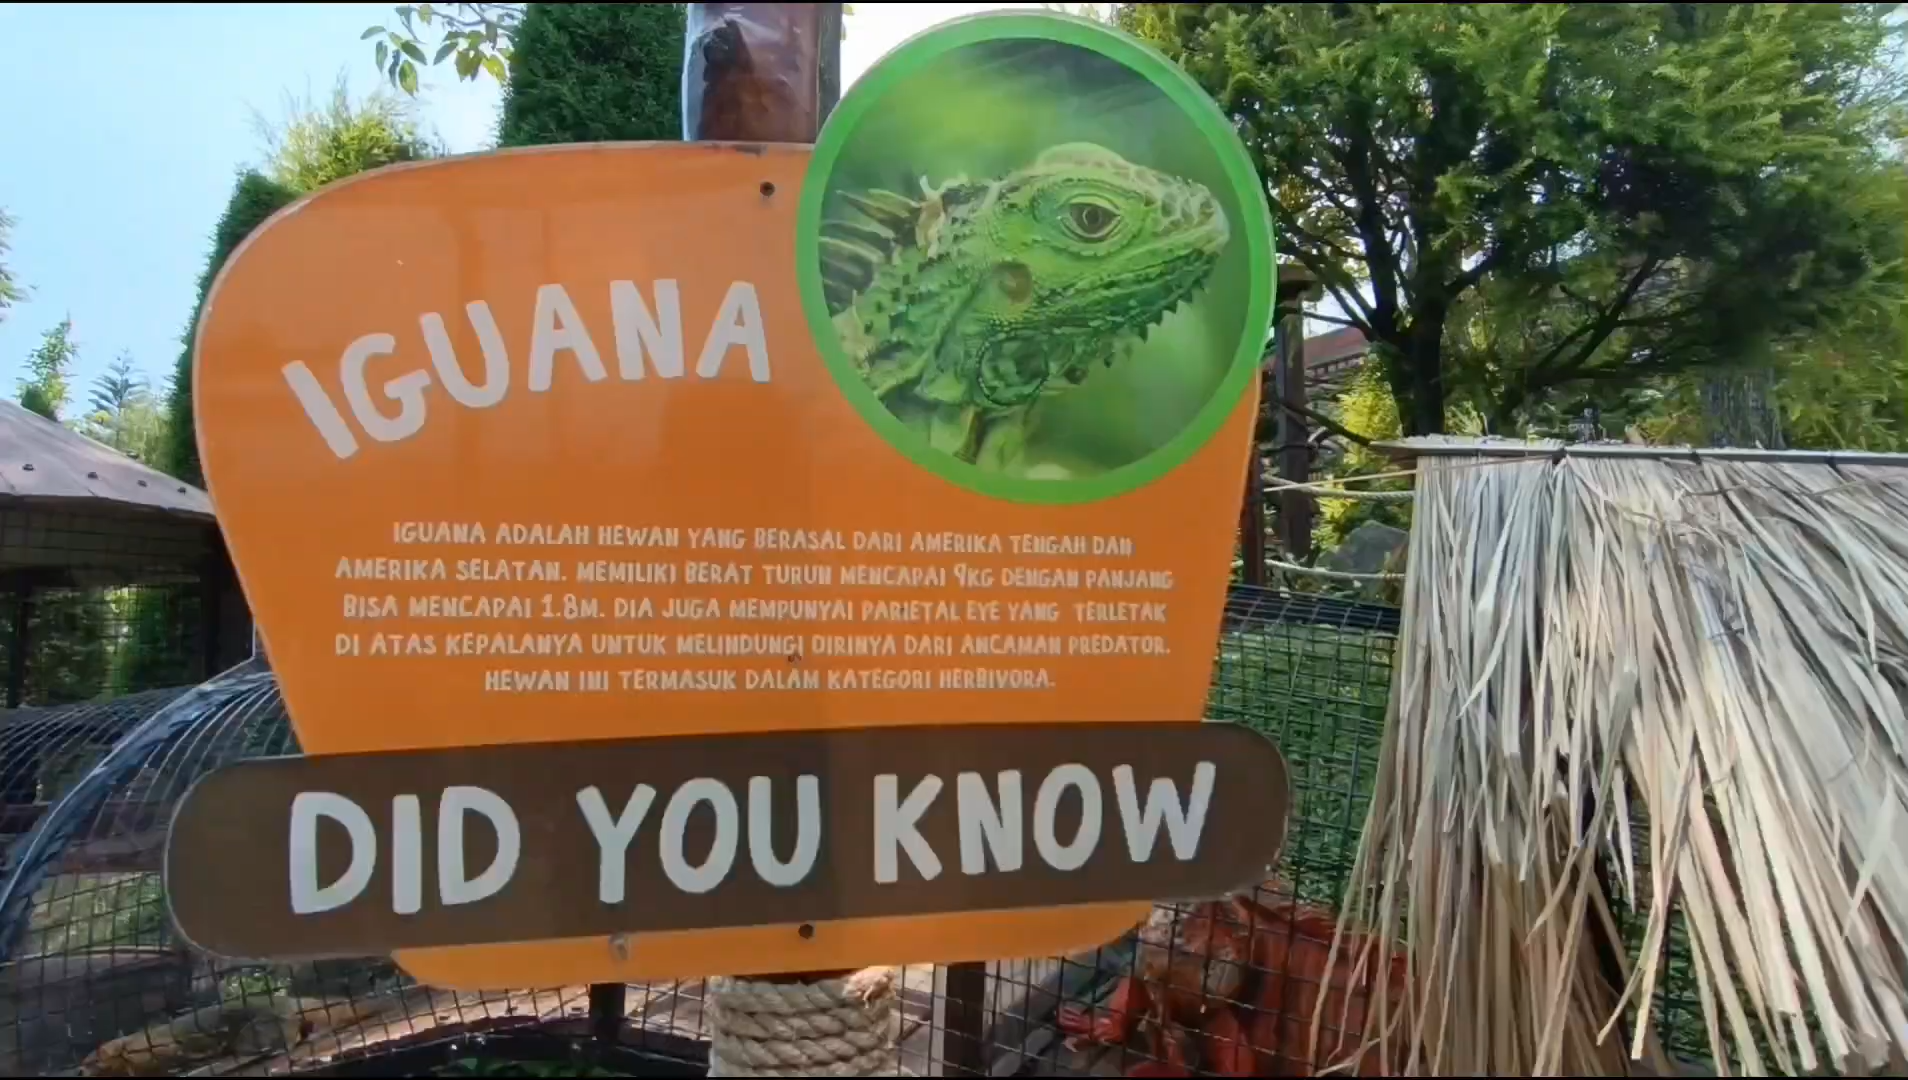 IGUANA
IGUANA ADALAH HEWAN YANG BERASAL DARI AMERIKA TENGAH DAN
AMERIKA SELATAN. MEMILIKI BERAT TURUN MENCAPAI 9KG DENGAN PANJANG
BISA MENCAPAI 1.8M. DIA JUGA MEMPUNYAI PARIETAL EYE YANG TERLETAK
DI ATAS KEPALANYA UNTUK MELINDUNGI DIRINYA DARI ANCAMAN PREDATOR.
HEWAN INI TERMASUK DALAM KATEGORI HERBIVORA.
DID YOU KNOW